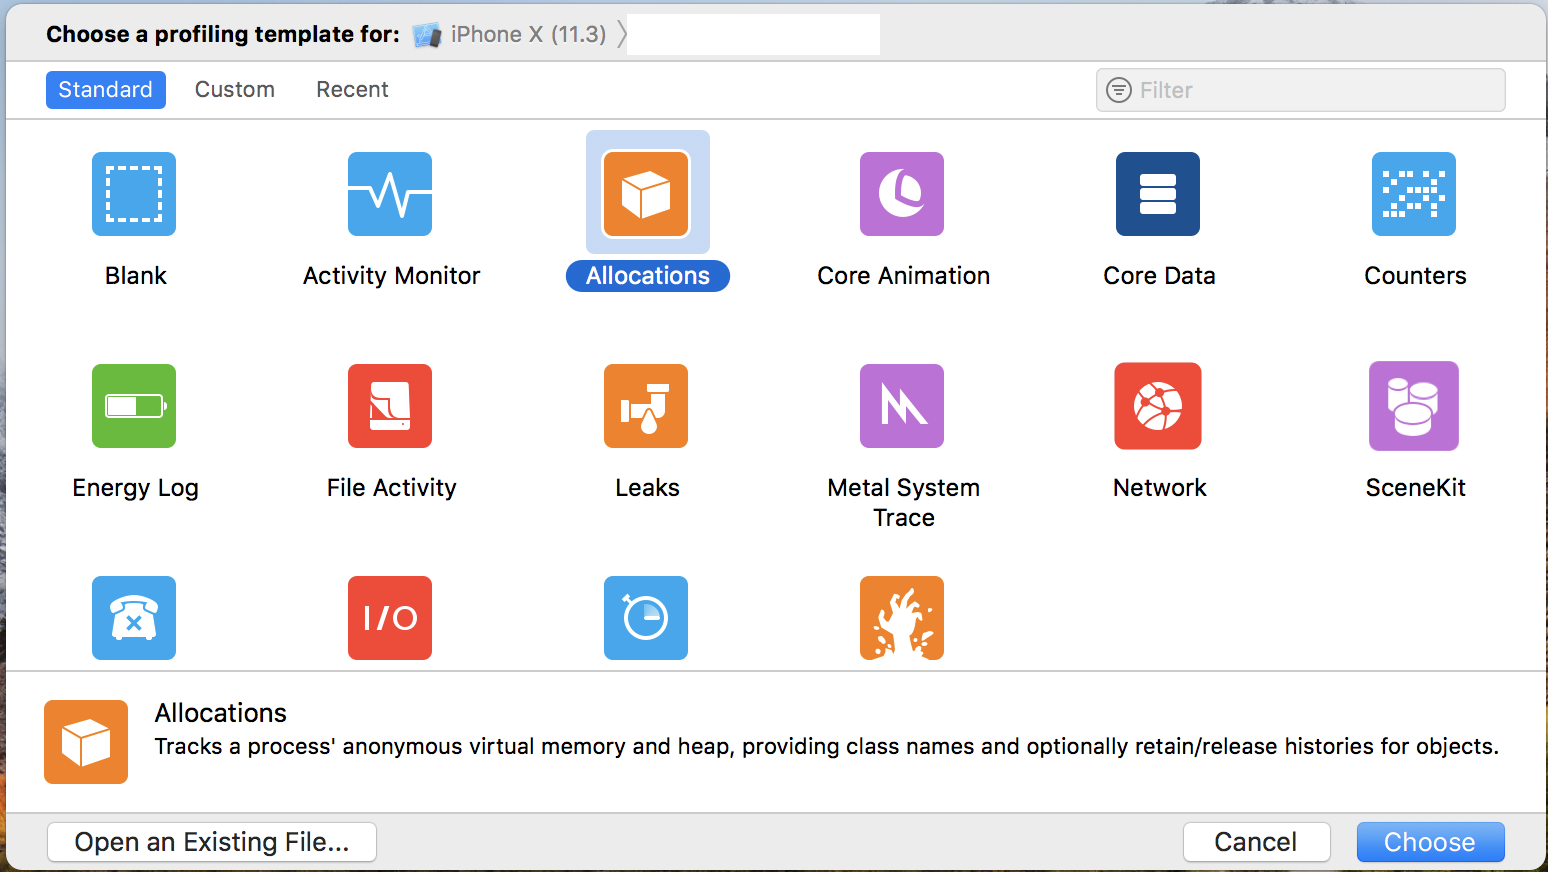 Choose a profiling template for: iPhone X (11.3)
Standard Custom Recent Filter
Blank Activity Monitor Allocations Core Animation Core Data Counters
Energy Log File Activity Leaks Metal System Trace Network SceneKit
I/O
Allocations
Tracks a process' anonymous virtual memory and heap, providing class names and optionally retain/release histories for objects.
Open an Existing File... Cancel Choose